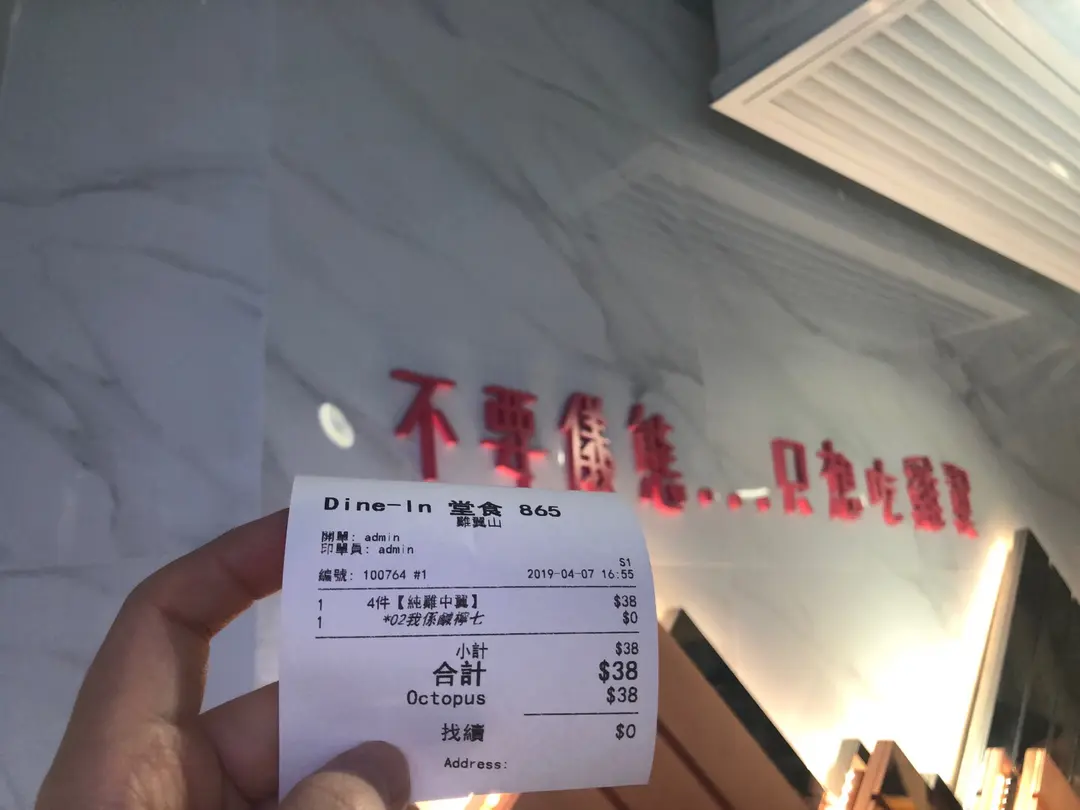 不要儀態...只想吃雞翼
Dine-In 堂食 865
雞翼山
開單: admin
印單員: admin
S1
編號: 100764 #1 2019-04-07 16:55
1 4件【純雞中翼】 $38
1 *02我係鹹檸七 $0
小計 $38
合計 $38
Octopus $38
找續 $0
Address: